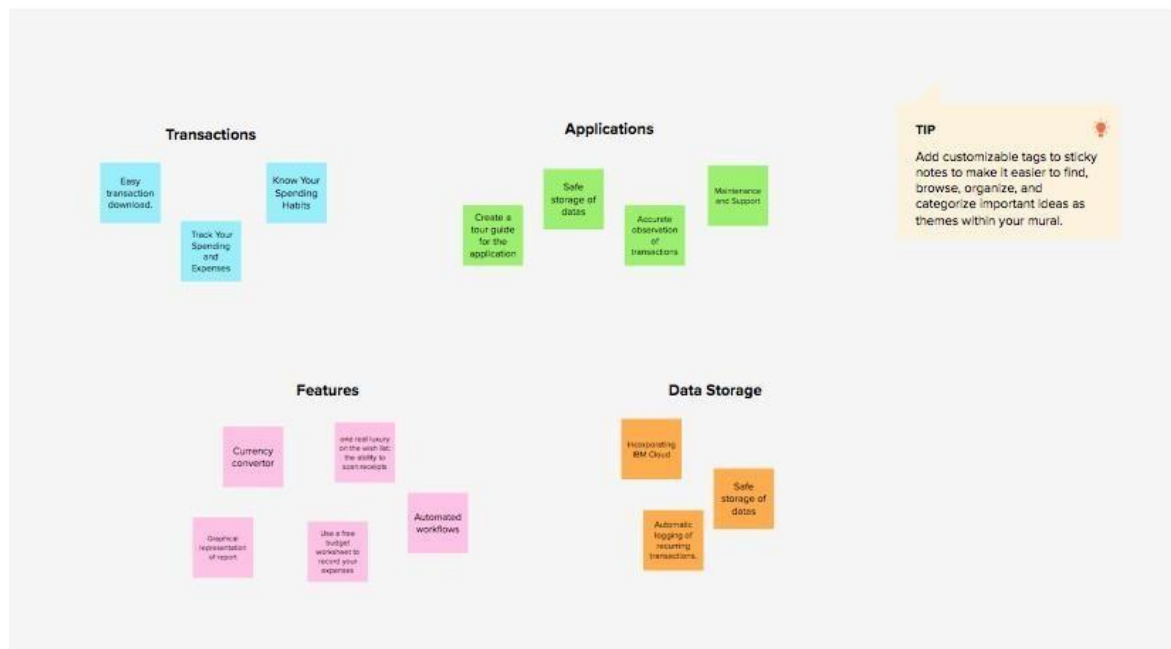 Transactions
Easy
transaction
download.
Know Your
Spending
Habits
Track Your
Spending
and
Expenses
Applications
Create a
tour guide
for the
application
Safe
storage of
datas
Accurate
observation
of
transactions
Maintenance
and Support
TIP
Add customizable tags to sticky
notes to make it easier to find,
browse, organize, and
categorize important ideas as
themes within your mural.
Features
Currency
convertor
one real luxury
on the wish list:
the ability to
scan receipts
Automated
workflows
Graphical
representation
of report
Use a free
budget
worksheet to
record your
expenses
Data Storage
Incorporating
IBM Cloud
Safe
storage of
datas
Automatic
logging of
recurring
transactions.